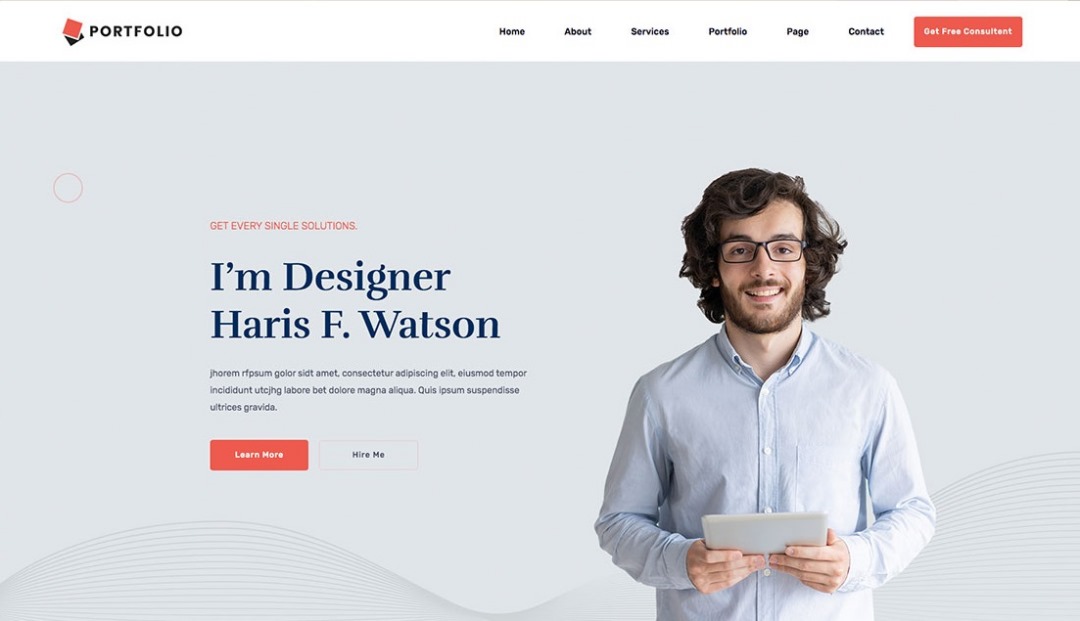 PORTFOLIO
Home About Services Portfolio Page Contact Get Free Consultent
GET EVERY SINGLE SOLUTIONS.
I’m Designer
Haris F. Watson
jhorem rfpsum golor sidt amet, consectetur adipiscing elit, eiusmod tempor
incididunt utcjhg labore bet dolore magna aliqua. Quis ipsum suspendisse
ultrices gravida.
Learn More Hire Me